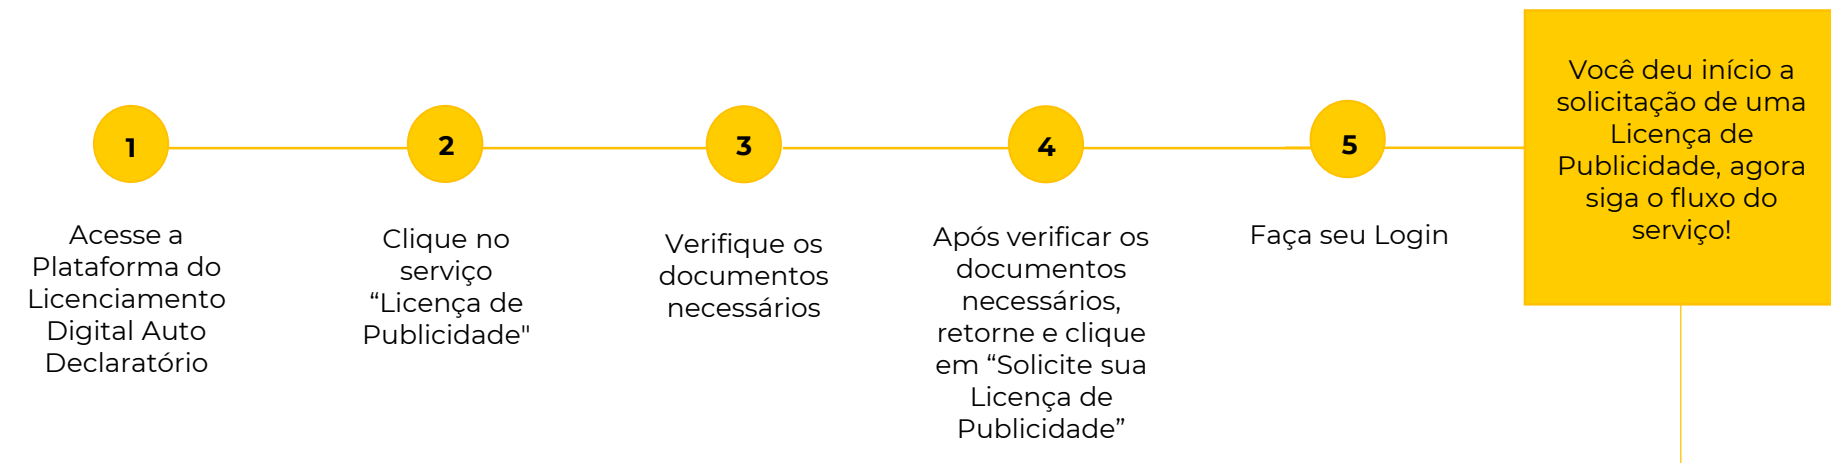 1
Acesse a
Plataforma do
Licenciamento
Digital Auto
Declaratório
2
Clique no
serviço
“Licença de
Publicidade"
3
Verifique os
documentos
necessários
4
Após verificar os
documentos
necessários,
retorne e clique
em “Solicite sua
Licença de
Publicidade”
5
Faça seu Login
Você deu início a
solicitação de uma
Licença de
Publicidade, agora
siga o fluxo do
serviço!